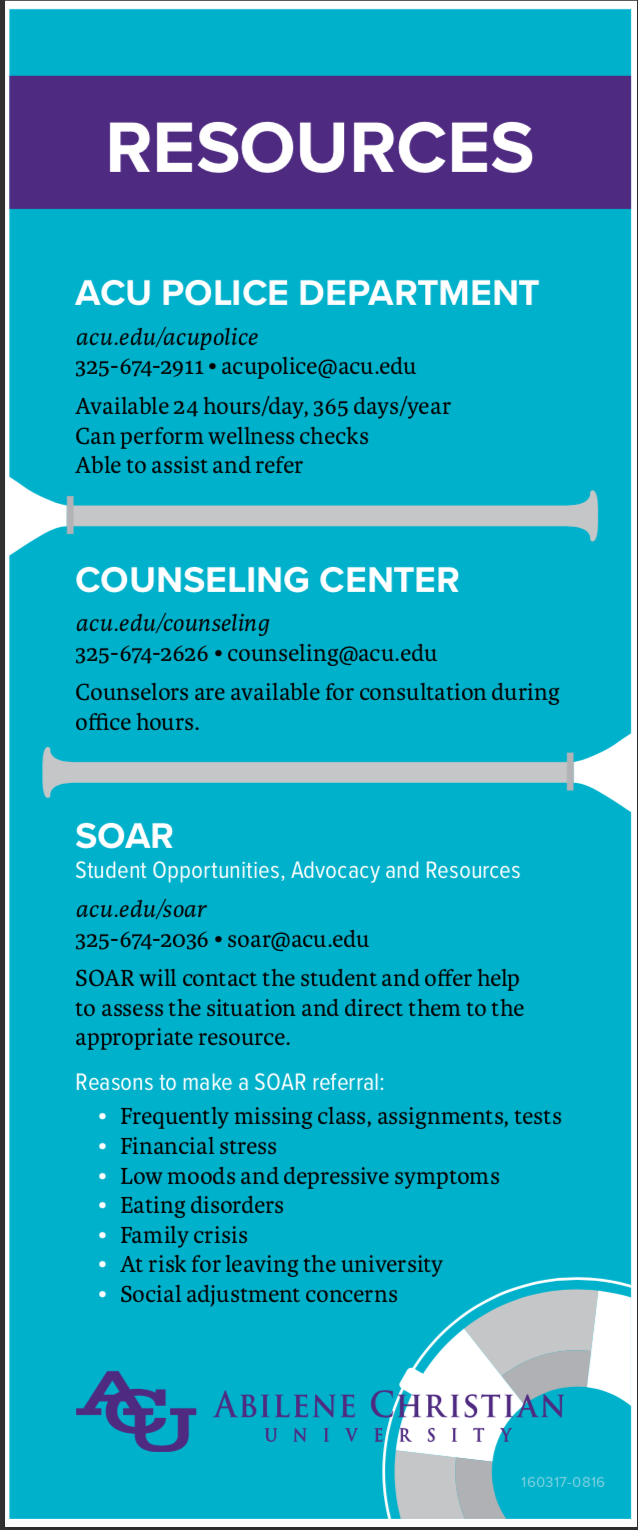 RESOURCES
ACU POLICE DEPARTMENT
acu.edu/acupolice
325-674-2911 • acupolice@acu.edu
Available 24 hours/day, 365 days/year
Can perform wellness checks
Able to assist and refer
COUNSELING CENTER
acu.edu/counseling
325-674-2626 • counseling@acu.edu
Counselors are available for consultation during
office hours.
SOAR
Student Opportunities, Advocacy and Resources
acu.edu/soar
325-674-2036 • soar@acu.edu
SOAR will contact the student and offer help
to assess the situation and direct them to the
appropriate resource.
Reasons to make a SOAR referral:
• Frequently missing class, assignments, tests
• Financial stress
• Low moods and depressive symptoms
• Eating disorders
• Family crisis
• At risk for leaving the university
• Social adjustment concerns
ACU ABILENE CHRISTIAN
UNIVERSITY
160317-0816